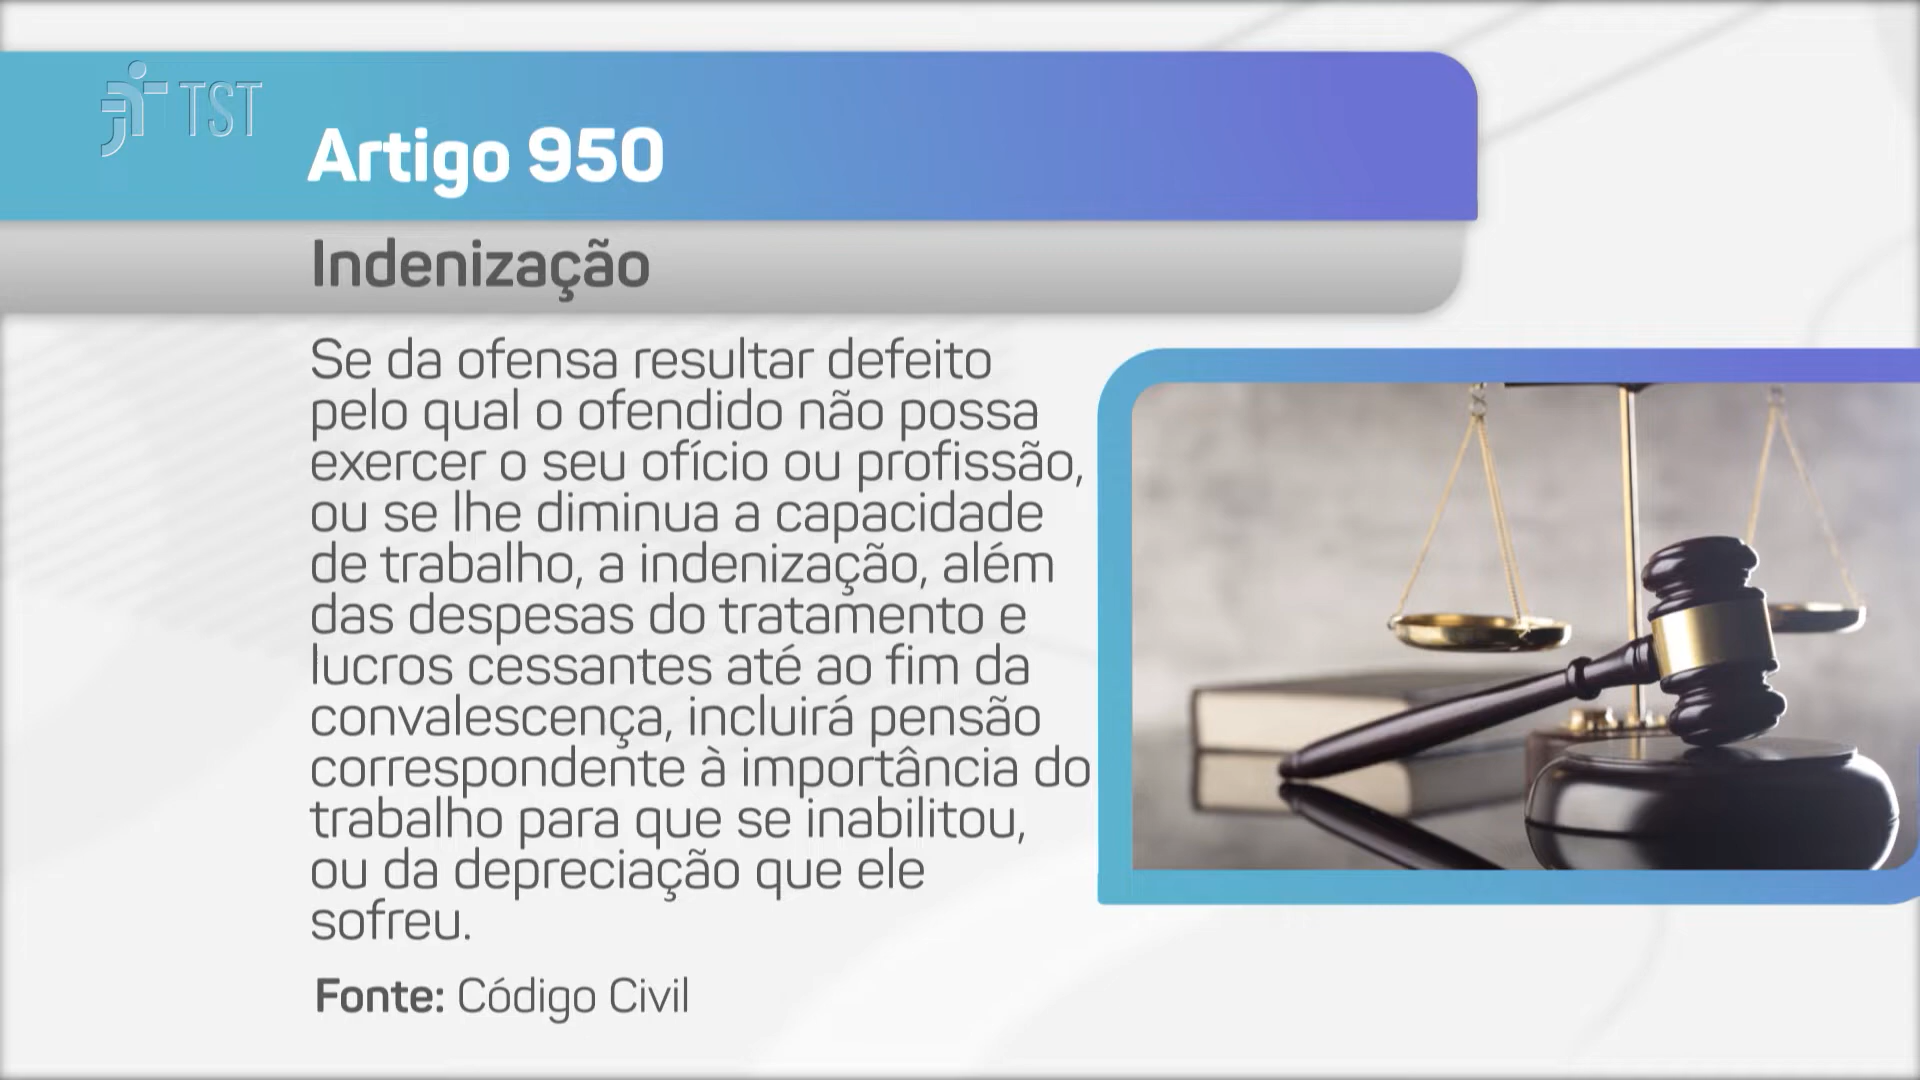 TST
Artigo 950
Indenização
Se da ofensa resultar defeito
pelo qual o ofendido não possa
exercer o seu ofício ou profissão,
ou se lhe diminua a capacidade
de trabalho, a indenização, além
das despesas do tratamento e
lucros cessantes até ao fim da
convalescença, incluirá pensão
correspondente à importância do
trabalho para que se inabilitou,
ou da depreciação que ele
sofreu.
Fonte: Código Civil